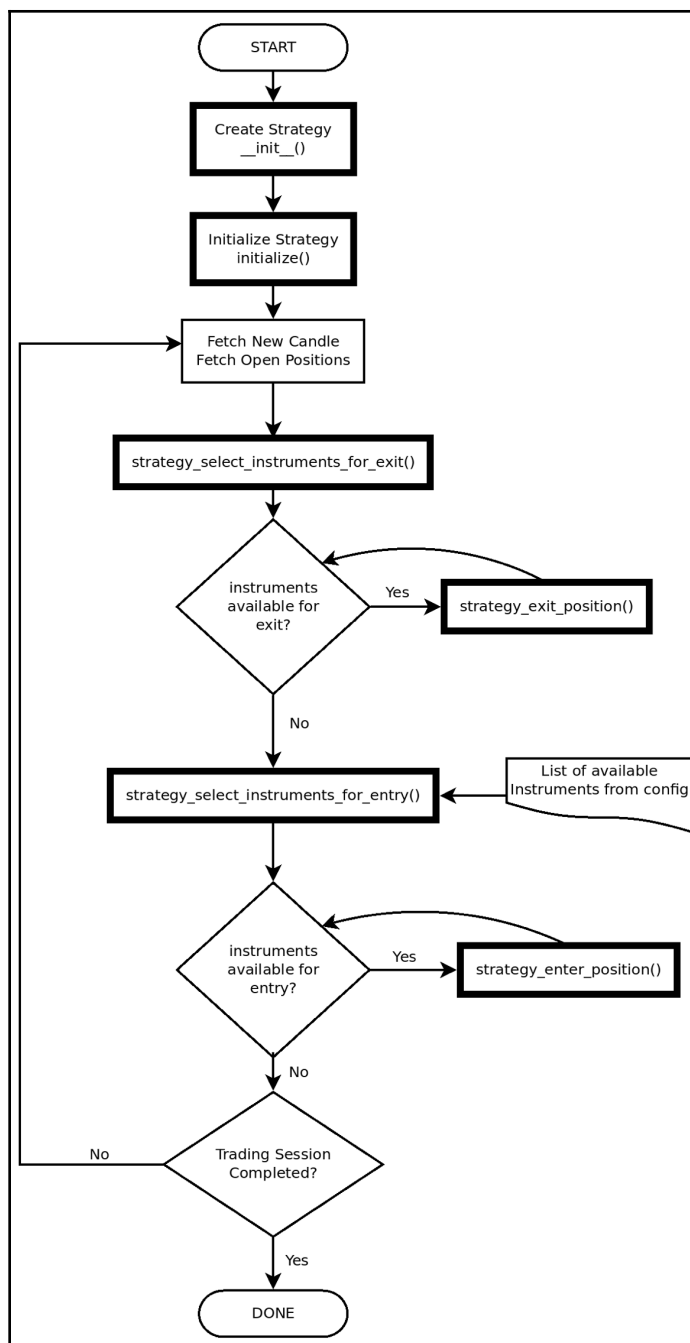 START
Create Strategy
__init__()
Initialize Strategy
initialize()
Fetch New Candle
Fetch Open Positions
strategy_select_instruments_for_exit()
instruments
available for
exit?
Yes
strategy_exit_position()
No
strategy_select_instruments_for_entry()
List of available
Instruments from config
instruments
available for
entry?
Yes
strategy_enter_position()
No
Trading Session
Completed?
No
Yes
DONE